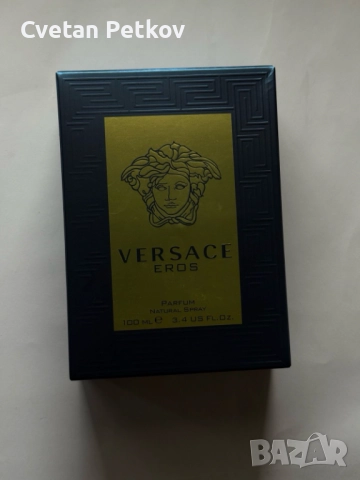 Cvetan Petkov
VERSACE
EROS
PARFUM
NATURAL SPRAY
100 ML ℮ 3.4 US FL.OZ.
BAZAR